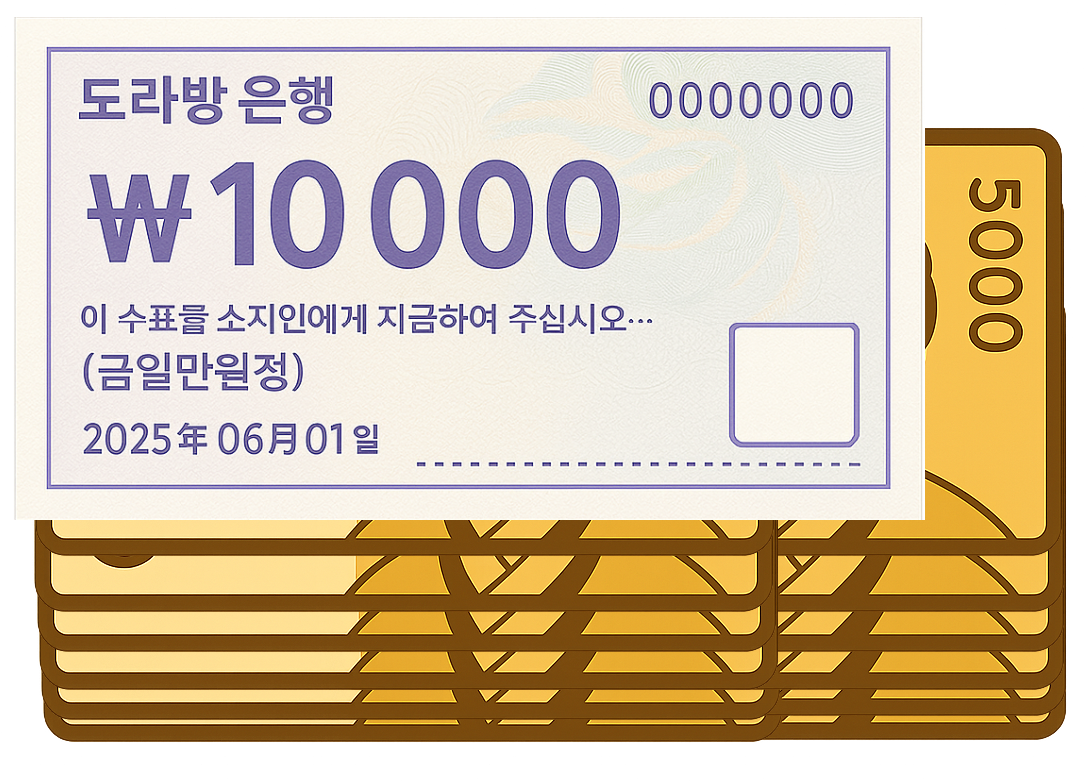 도라방 은행
0000000
₩10 000
이 수표를 소지인에게 지금하여 주십시오…
(금일만원정)
2025年 06月 01일
5000